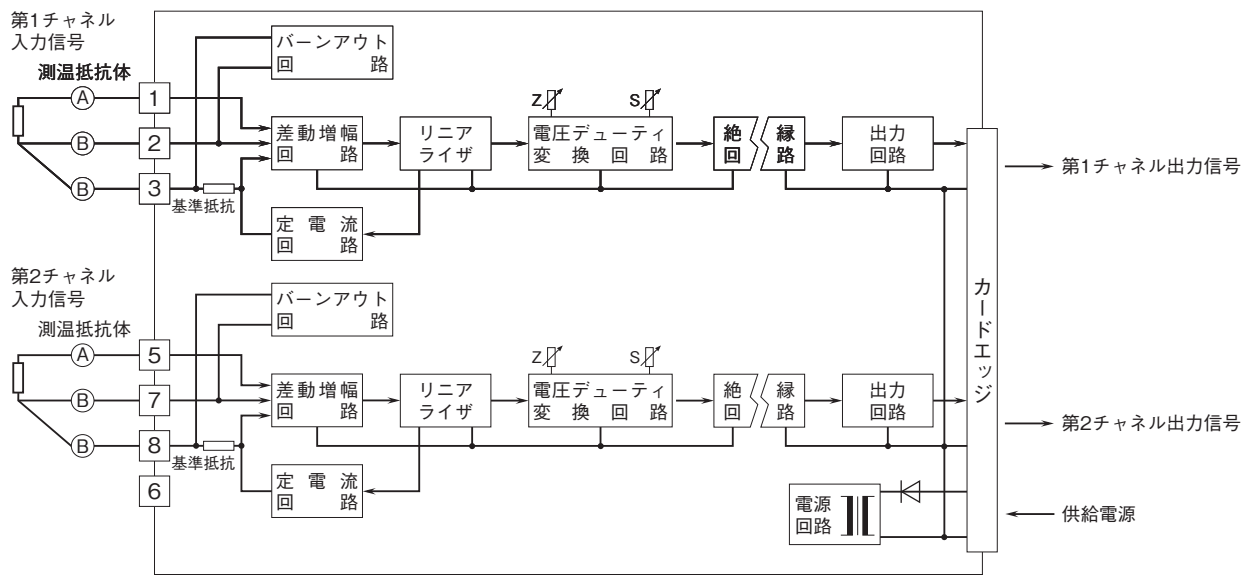 第1チャネル
入力信号
測温抵抗体
A
B
B
1
2
3
基準抵抗
バーンアウト
回路
差動増幅
回路
定電流
回路
リニア
ライザ
Z
S
電圧デューティ
変換回路
絶縁
回路
出力
回路
第1チャネル出力信号
第2チャネル
入力信号
測温抵抗体
A
B
B
5
7
8
6
基準抵抗
バーンアウト
回路
差動増幅
回路
定電流
回路
リニア
ライザ
Z
S
電圧デューティ
変換回路
絶縁
回路
出力
回路
第2チャネル出力信号
電源
回路
カードエッジ
供給電源